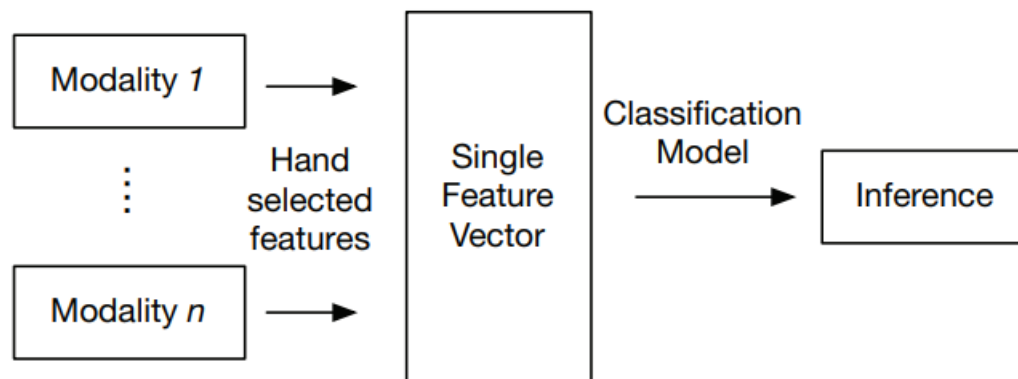 Modality 1
Hand
selected
features
Modality n
Single
Feature
Vector
Classification
Model
Inference